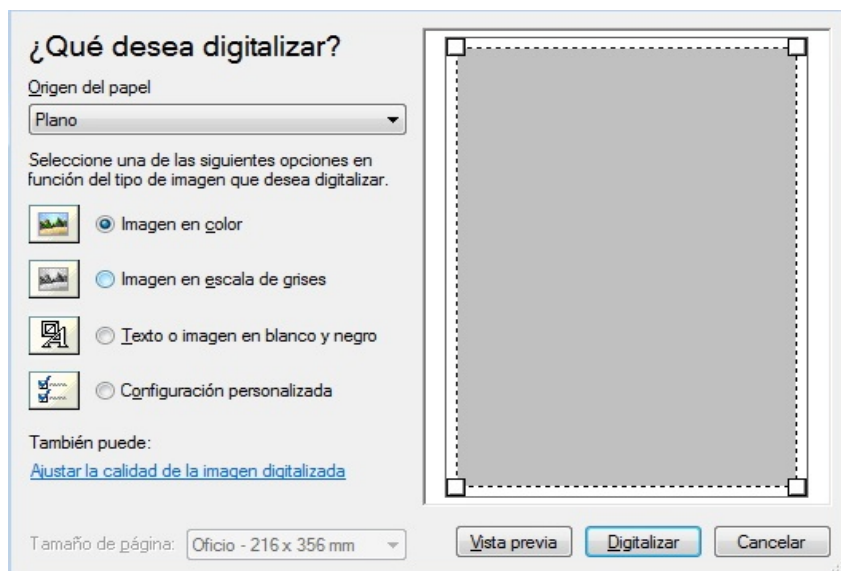 ¿Qué desea digitalizar?
Origen del papel
Plano
Seleccione una de las siguientes opciones en
función del tipo de imagen que desea digitalizar.
Imagen en color
Imagen en escala de grises
Texto o imagen en blanco y negro
Configuración personalizada
También puede:
Ajustar la calidad de la imagen digitalizada
Tamaño de página: Oficio - 216 x 356 mm
Vista previa Digitalizar Cancelar